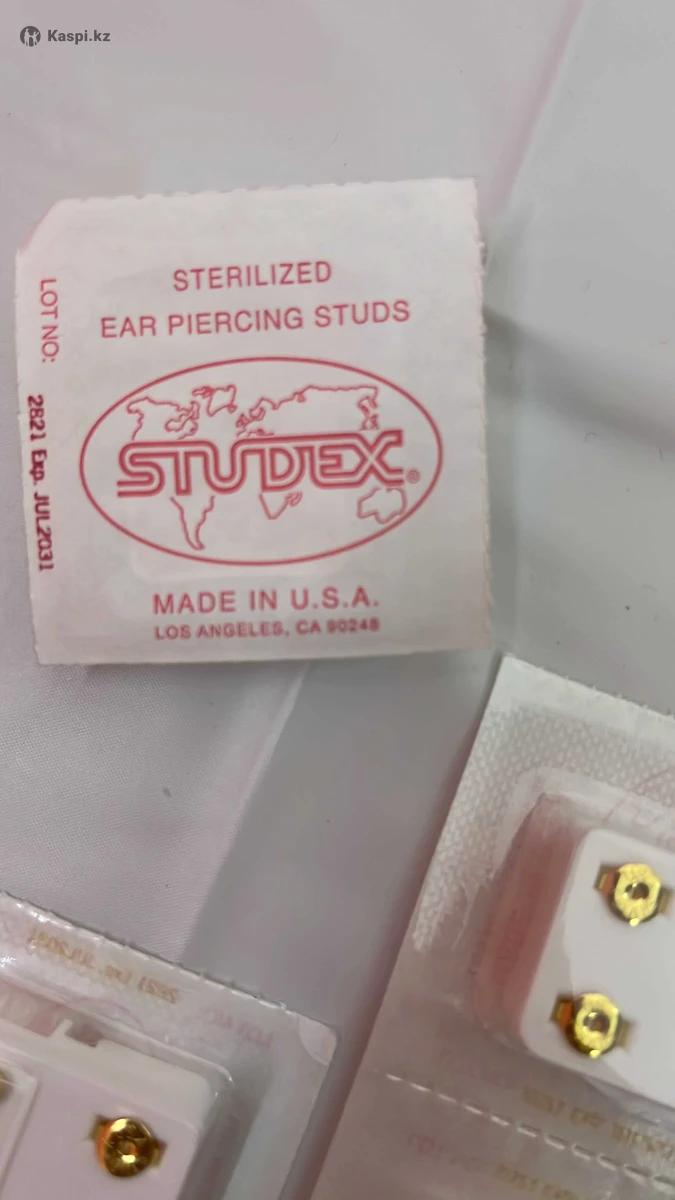 Kaspi.kz
STERILIZED
EAR PIERCING STUDS
LOT NO:
2821 Exp. JUL2031
STUDEX®
MADE IN U.S.A.
LOS ANGELES, CA 90248